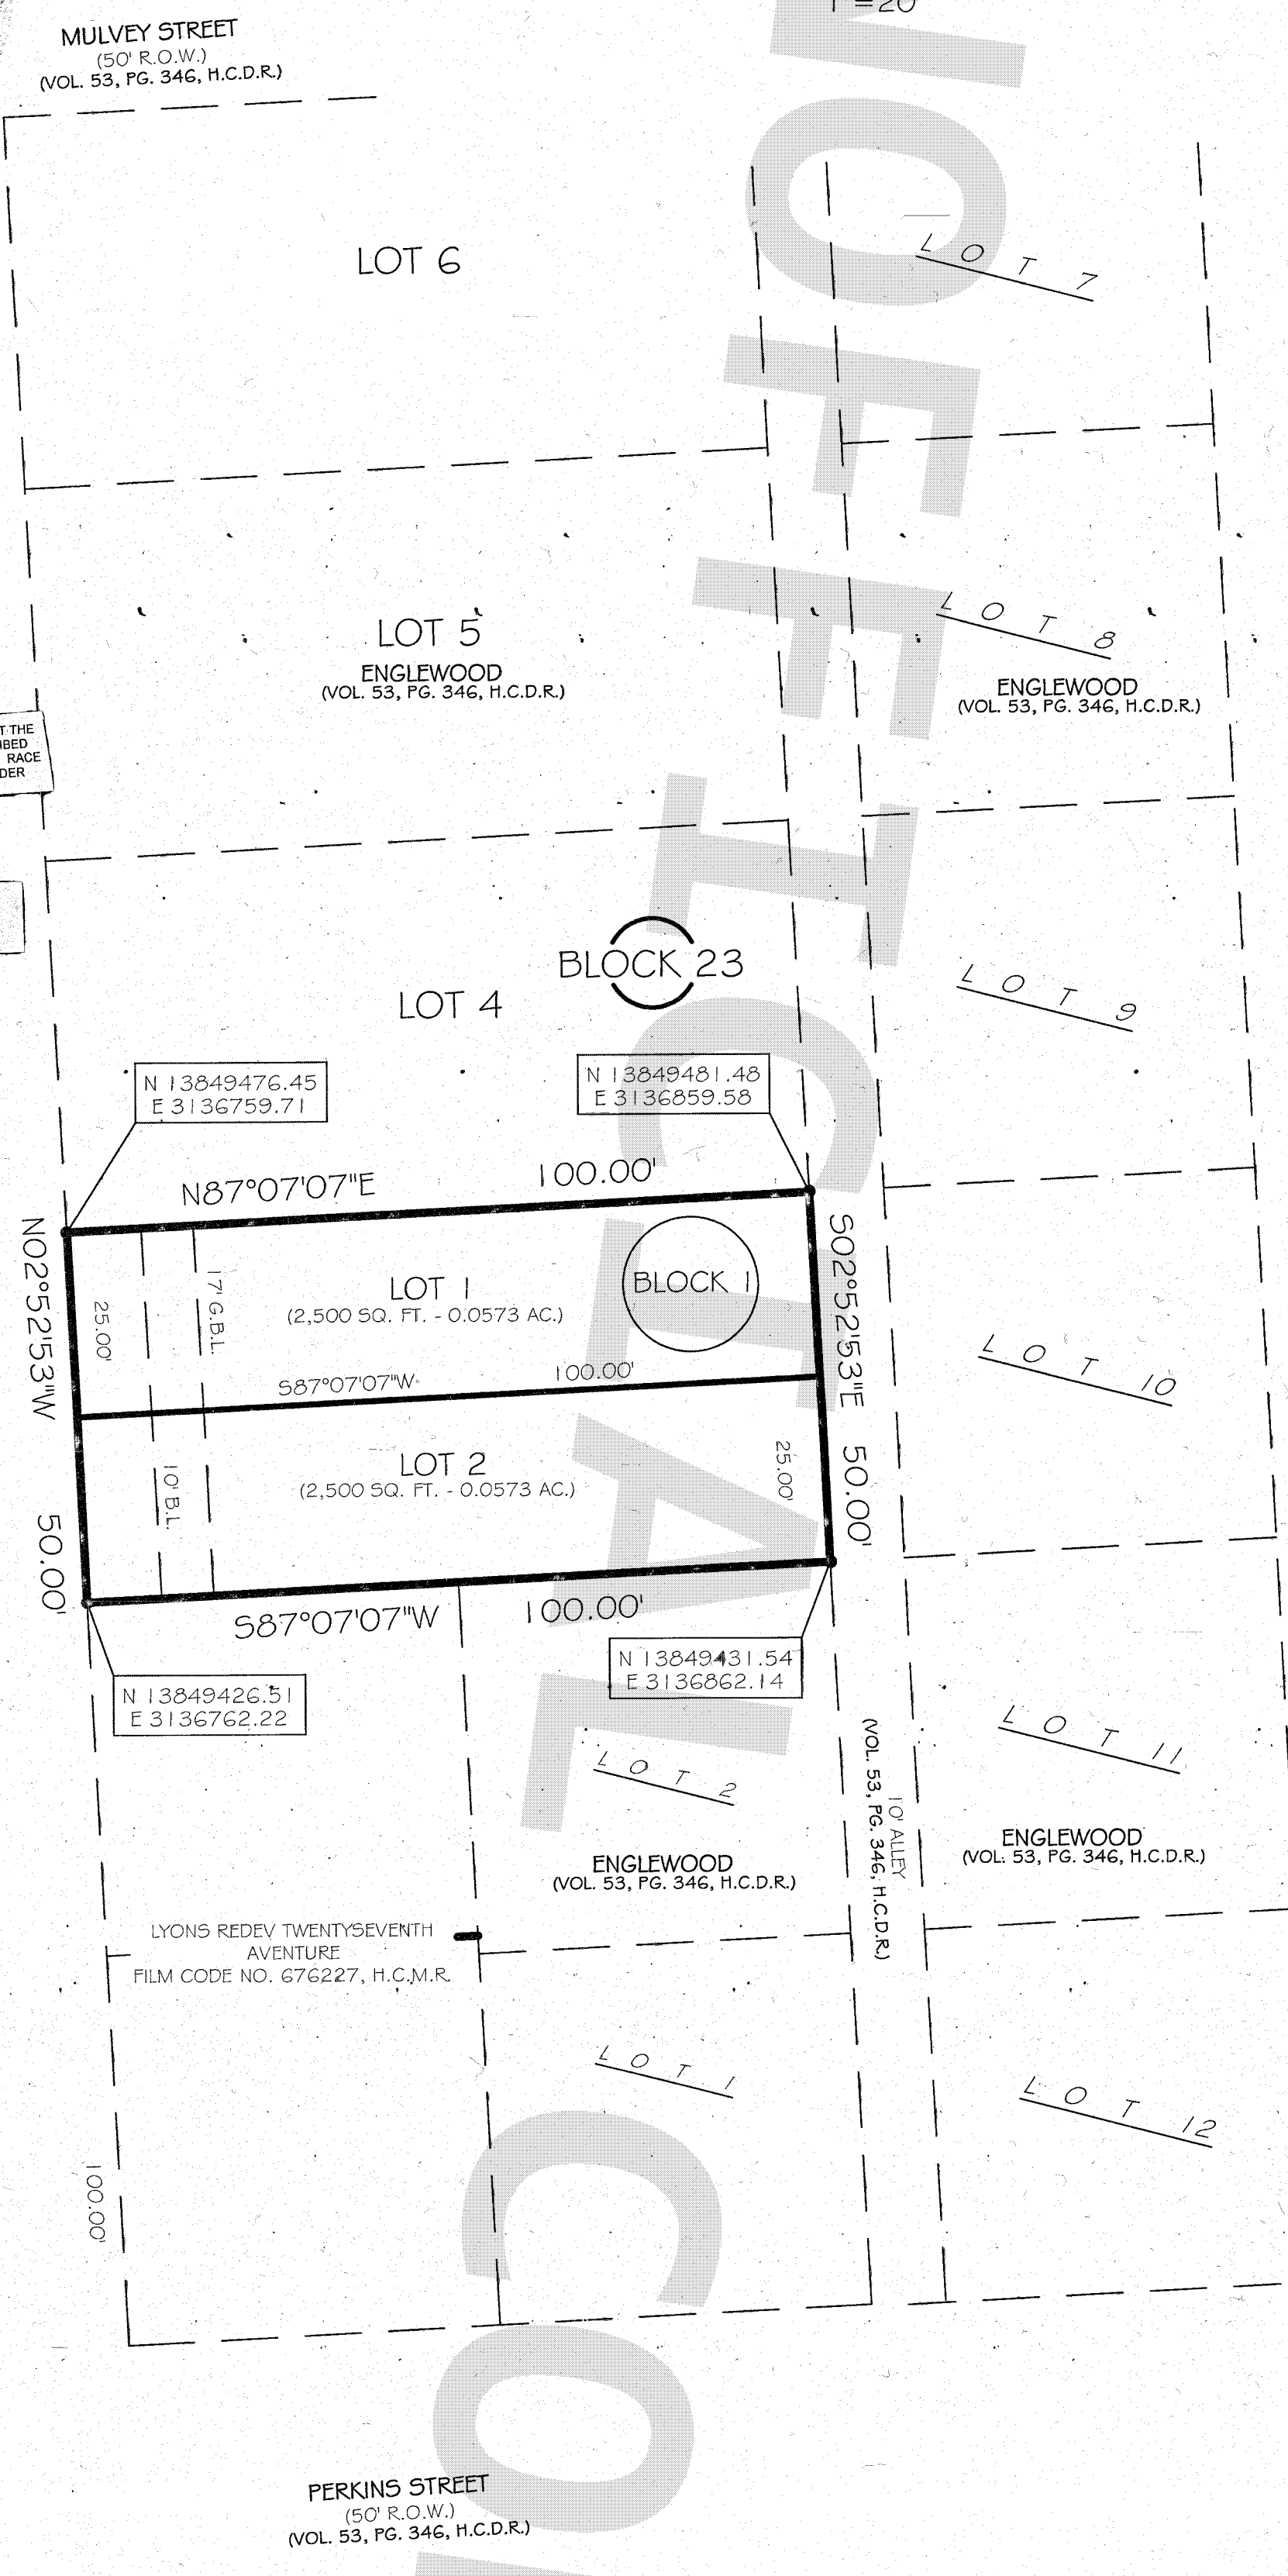 1"=20'
MULVEY STREET
(50' R.O.W.)
(VOL. 53, PG. 346, H.C.D.R.)
LOT 6
LOT 7
LOT 5
ENGLEWOOD
(VOL. 53, PG. 346, H.C.D.R.)
LOT 8
ENGLEWOOD
(VOL. 53, PG. 346, H.C.D.R.)
T THE
IBED
RACE
DER
BLOCK 23
LOT 4
LOT 9
N 13849476.45
E 3136759.71
N 13849481.48
E 3136859.58
N87°07'07"E 100.00'
N02°52'53"W 50.00'
S02°52'53"E 50.00'
25.00'
17' G.B.L.
LOT 1
(2,500 SQ. FT. - 0.0573 AC.)
BLOCK 1
S87°07'07"W 100.00'
LOT 10
10' B.L.
LOT 2
(2,500 SQ. FT. - 0.0573 AC.)
25.00'
S87°07'07"W 100.00'
N 13849426.51
E 3136762.22
N 13849431.54
E 3136862.14
LOT 2
ENGLEWOOD
(VOL. 53, PG. 346, H.C.D.R.)
10' ALLEY
(VOL. 53, PG. 346, H.C.D.R.)
LOT 11
ENGLEWOOD
(VOL. 53, PG. 346, H.C.D.R.)
LYONS REDEV TWENTYSEVENTH
AVENTURE
FILM CODE NO. 676227, H.C.M.R.
LOT 1
LOT 12
100.00'
PERKINS STREET
(50' R.O.W.)
(VOL. 53, PG. 346, H.C.D.R.)